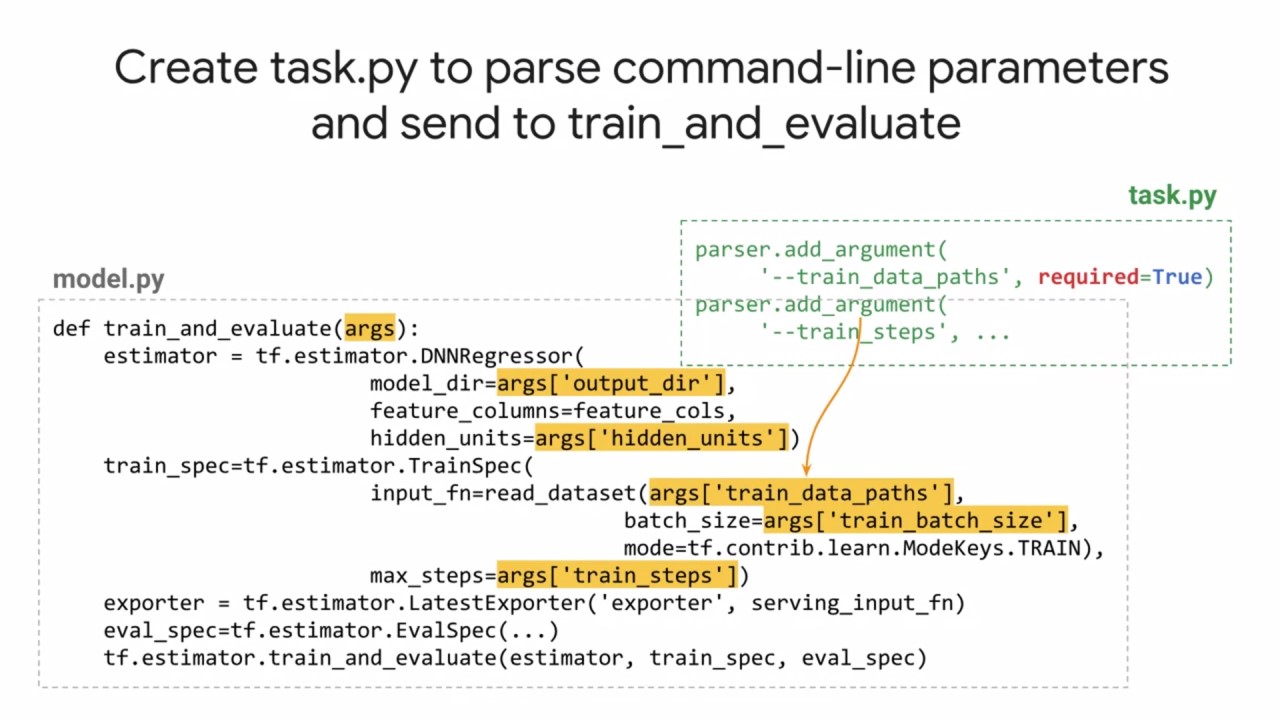 Create task.py to parse command-line parameters
and send to train_and_evaluate
task.py
parser.add_argument(
'--train_data_paths', required=True)
parser.add_argument(
'--train_steps', ...
model.py
def train_and_evaluate(args):
    estimator = tf.estimator.DNNRegressor(
                         model_dir=args['output_dir'],
                         feature_columns=feature_cols,
                         hidden_units=args['hidden_units'])
    train_spec=tf.estimator.TrainSpec(
                         input_fn=read_dataset(args['train_data_paths'],
                                             batch_size=args['train_batch_size'],
                                             mode=tf.contrib.learn.ModeKeys.TRAIN),
                         max_steps=args['train_steps'])
    exporter = tf.estimator.LatestExporter('exporter', serving_input_fn)
    eval_spec=tf.estimator.EvalSpec(...)
    tf.estimator.train_and_evaluate(estimator, train_spec, eval_spec)